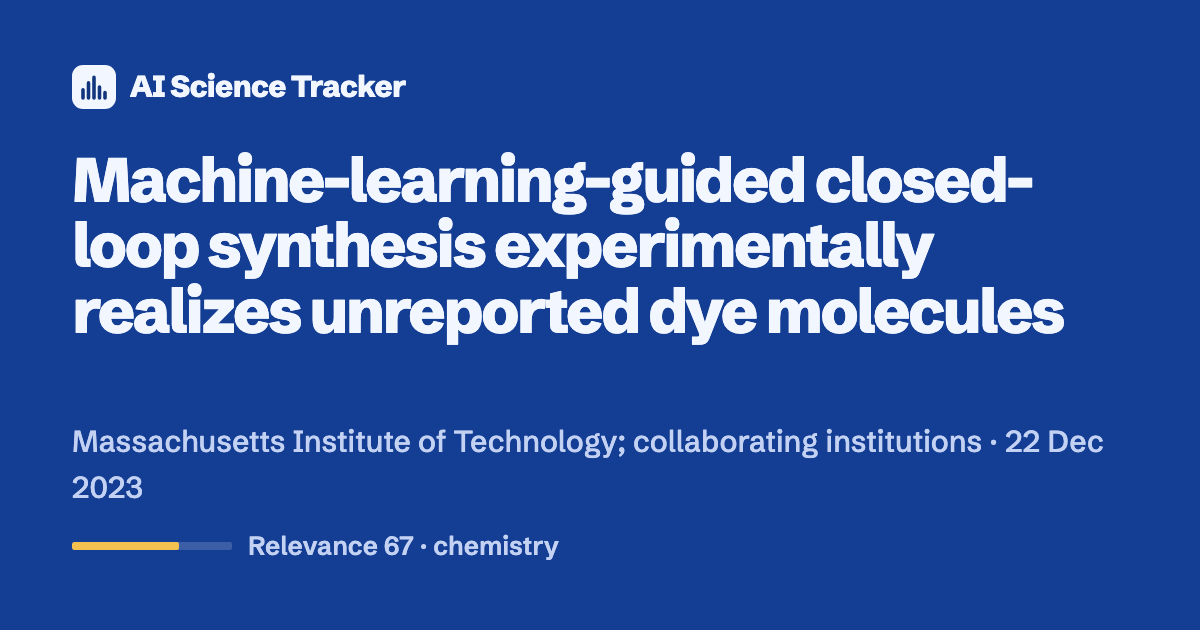 AI Science Tracker
Machine-learning-guided closed-
loop synthesis experimentally
realizes unreported dye molecules
Massachusetts Institute of Technology; collaborating institutions · 22 Dec
2023
Relevance 67 · chemistry